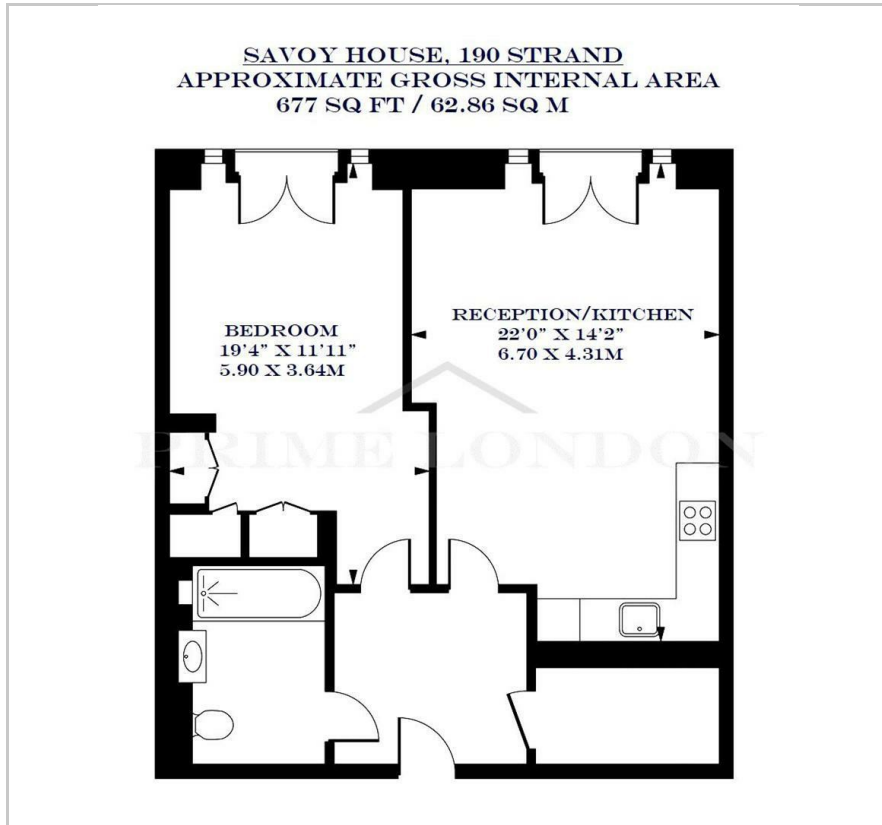 SAVOY HOUSE, 190 STRAND
APPROXIMATE GROSS INTERNAL AREA
677 SQ FT / 62.86 SQ M
RECEPTION/KITCHEN
22'0" X 14'2"
6.70 X 4.31M
BEDROOM
19'4" X 11'11"
5.90 X 3.64M
PRIME LONDON